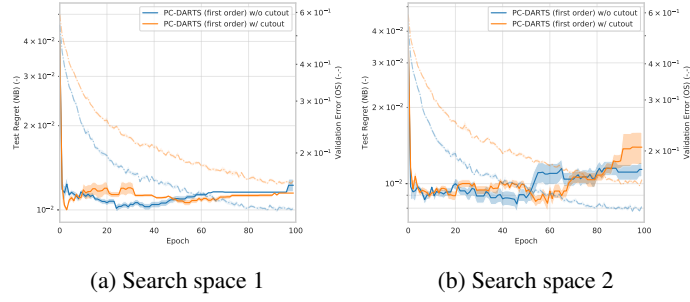 PC-DARTS (first order) w/o cutout
PC-DARTS (first order) w/ cutout
4 × 10⁻²
3 × 10⁻²
2 × 10⁻²
10⁻²
Test Regret (NB) (-)
6 × 10⁻¹
4 × 10⁻¹
3 × 10⁻¹
2 × 10⁻¹
Validation Error (OS) (--)
0 20 40 60 80 100
Epoch
(a) Search space 1
PC-DARTS (first order) w/o cutout
PC-DARTS (first order) w/ cutout
4 × 10⁻²
3 × 10⁻²
2 × 10⁻²
10⁻²
Test Regret (NB) (-)
6 × 10⁻¹
4 × 10⁻¹
3 × 10⁻¹
2 × 10⁻¹
Validation Error (OS) (-.-)
0 20 40 60 80 100
Epoch
(b) Search space 2